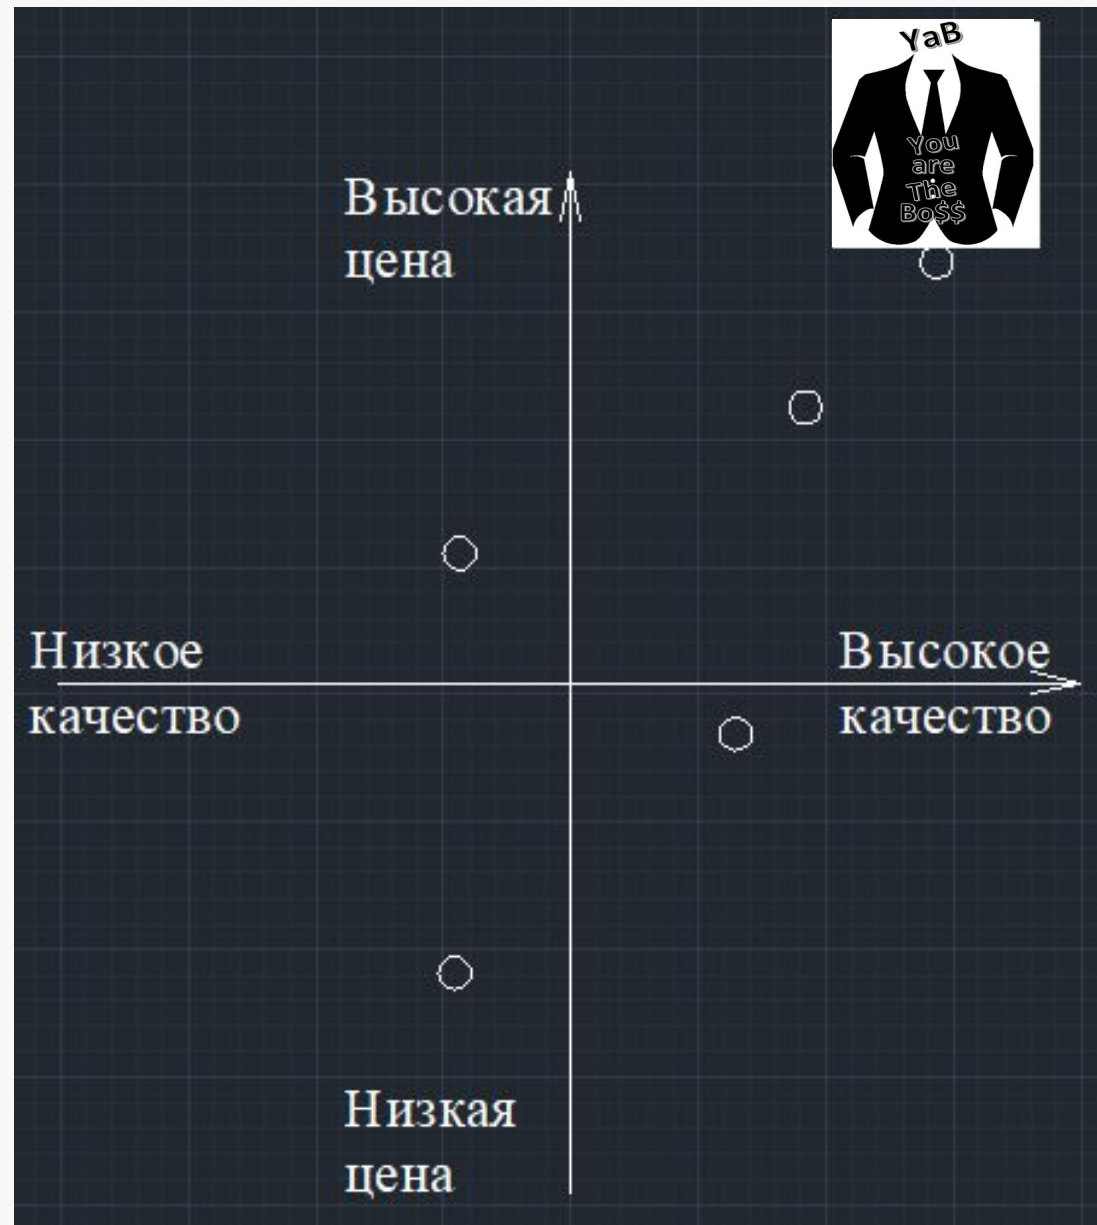 YaB
You
are
The
Bo$$
Высокая
цена
Низкое
качество
Высокое
качество
Низкая
цена